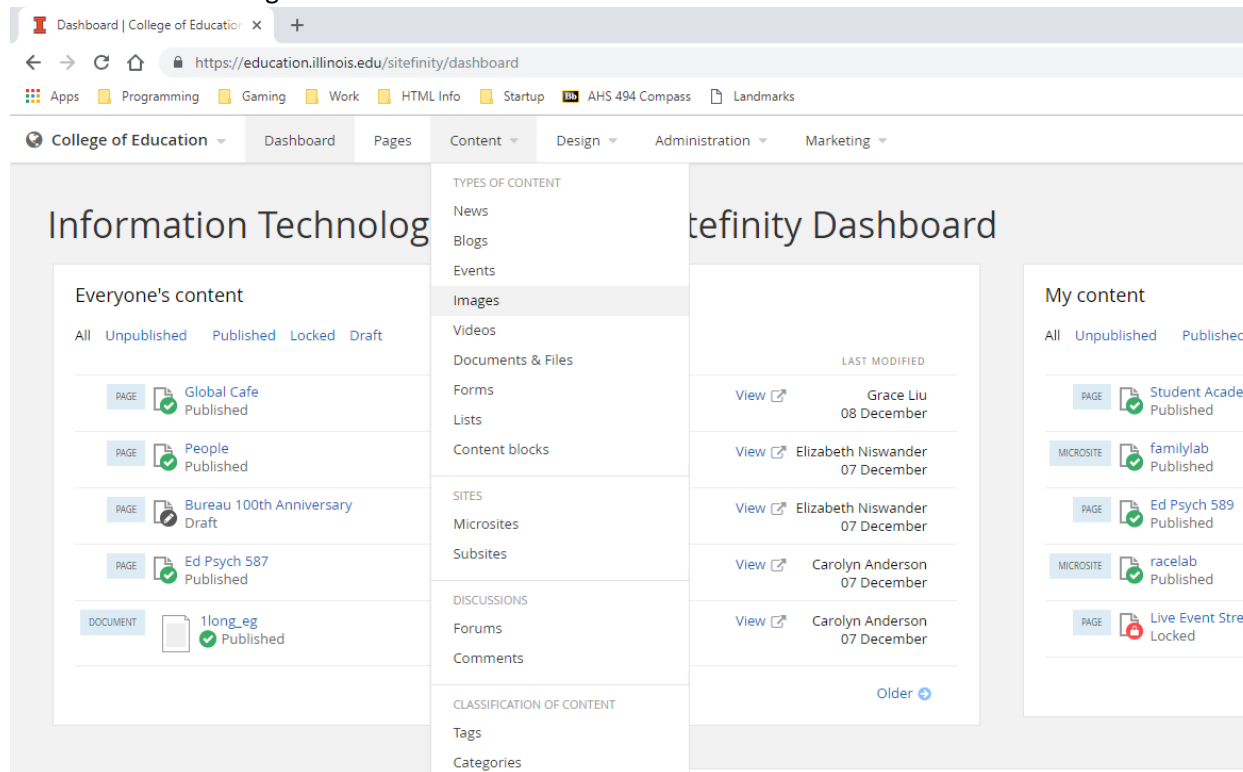 Dashboard | College of Education
https://education.illinois.edu/sitefinity/dashboard
Apps Programming Gaming Work HTML Info Startup Bb AHS 494 Compass Landmarks
College of Education Dashboard Pages Content Design Administration Marketing
TYPES OF CONTENT
News
Blogs
Events
Images
Videos
Documents & Files
Forms
Lists
Content blocks
SITES
Microsites
Subsites
DISCUSSIONS
Forums
Comments
CLASSIFICATION OF CONTENT
Tags
Categories
Information Technolog tefinity Dashboard
Everyone's content
All Unpublished Published Locked Draft
LAST MODIFIED
PAGE Global Cafe View Grace Liu
Published 08 December
PAGE People View Elizabeth Niswander
Published 07 December
PAGE Bureau 100th Anniversary View Elizabeth Niswander
Draft 07 December
PAGE Ed Psych 587 View Carolyn Anderson
Published 07 December
DOCUMENT 1long_eg View Carolyn Anderson
Published 07 December
Older
My content
All Unpublished Published
PAGE Student Acade
Published
MICROSITE familylab
Published
PAGE Ed Psych 589
Published
MICROSITE racelab
Published
PAGE Live Event Stre
Locked